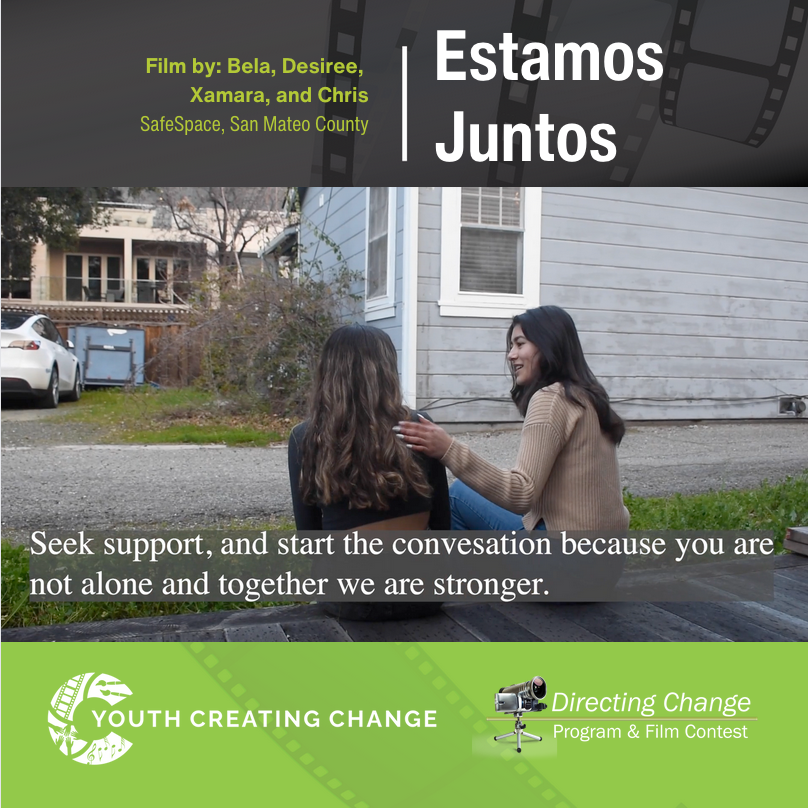 Film by: Bela, Desiree,
Xamara, and Chris
SafeSpace, San Mateo County
Estamos
Juntos
Seek support, and start the convesation because you are
not alone and together we are stronger.
YOUTH CREATING CHANGE
Directing Change
Program & Film Contest